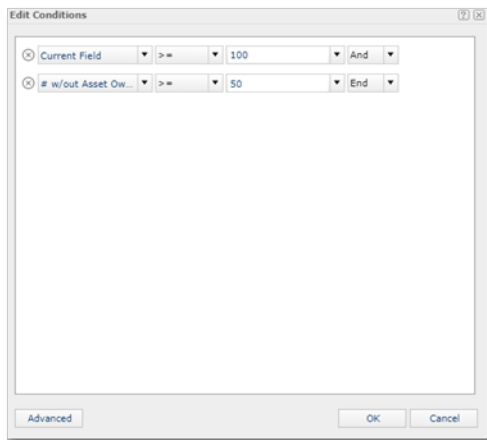 Edit Conditions
Current Field >= 100 And
# w/out Asset Ow... >= 50 End
Advanced OK Cancel